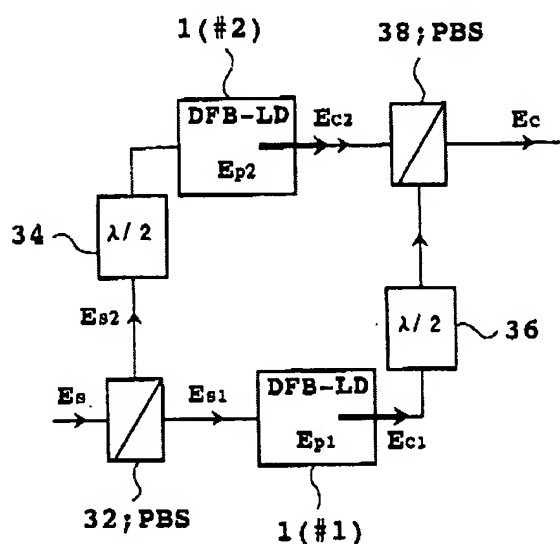 1(#2)
38;PBS
DFB-LD
Ep2
Ec2
Ec
34
λ/2
Es2
λ/2
36
Es
Es1
DFB-LD
Ep1
Ec1
32;PBS
1(#1)